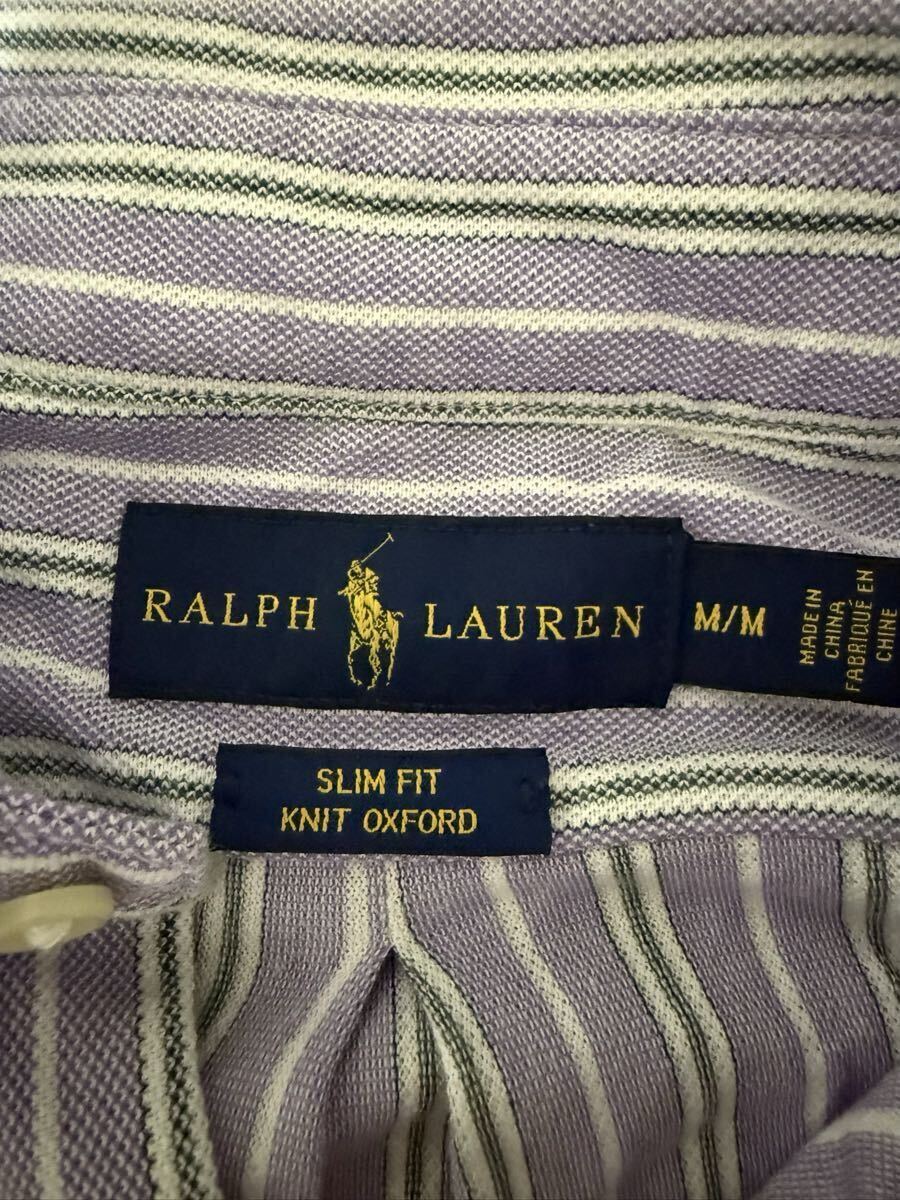 RALPH LAUREN
M/M
MADE IN
CHINA
FABRIQUÉ EN
CHINE
SLIM FIT
KNIT OXFORD